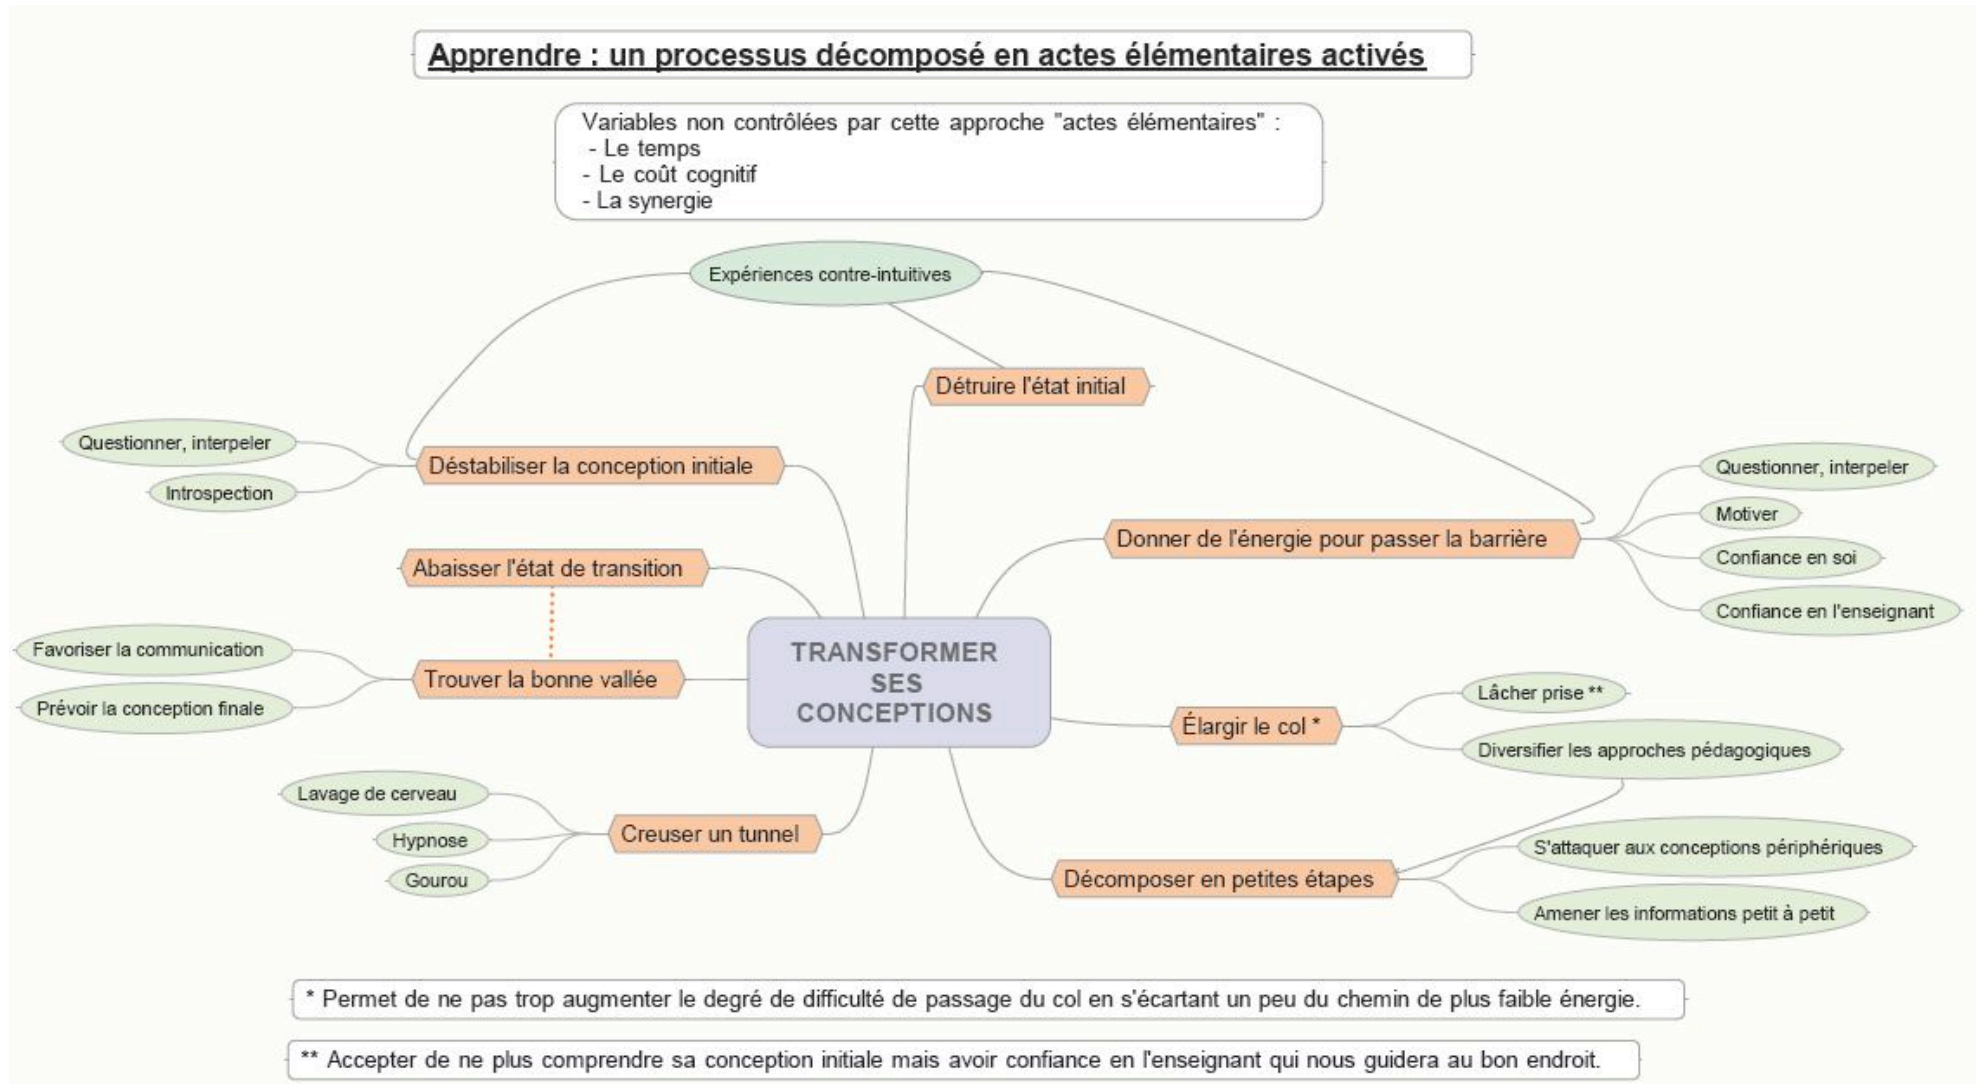 Apprendre : un processus décomposé en actes élémentaires activés
Variables non contrôlées par cette approche "actes élémentaires" :
- Le temps
- Le coût cognitif
- La synergie
Expériences contre-intuitives
Détruire l'état initial
Questionner, interpeler
Introspection
Déstabiliser la conception initiale
Abaisser l'état de transition
Favoriser la communication
Prévoir la conception finale
Trouver la bonne vallée
Lavage de cerveau
Hypnose
Gourou
Creuser un tunnel
TRANSFORMER
SES
CONCEPTIONS
Donner de l'énergie pour passer la barrière
Questionner, interpeler
Motiver
Confiance en soi
Confiance en l'enseignant
Élargir le col *
Lâcher prise **
Diversifier les approches pédagogiques
Décomposer en petites étapes
S'attaquer aux conceptions périphériques
Amener les informations petit à petit
* Permet de ne pas trop augmenter le degré de difficulté de passage du col en s'écartant un peu du chemin de plus faible énergie.
** Accepter de ne plus comprendre sa conception initiale mais avoir confiance en l'enseignant qui nous guidera au bon endroit.